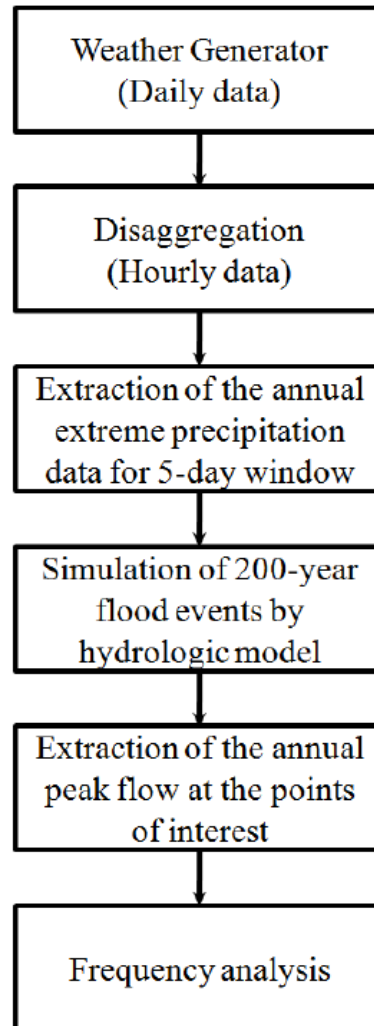 Weather Generator
(Daily data)
Disaggregation
(Hourly data)
Extraction of the annual
extreme precipitation
data for 5-day window
Simulation of 200-year
flood events by
hydrologic model
Extraction of the annual
peak flow at the points
of interest
Frequency analysis